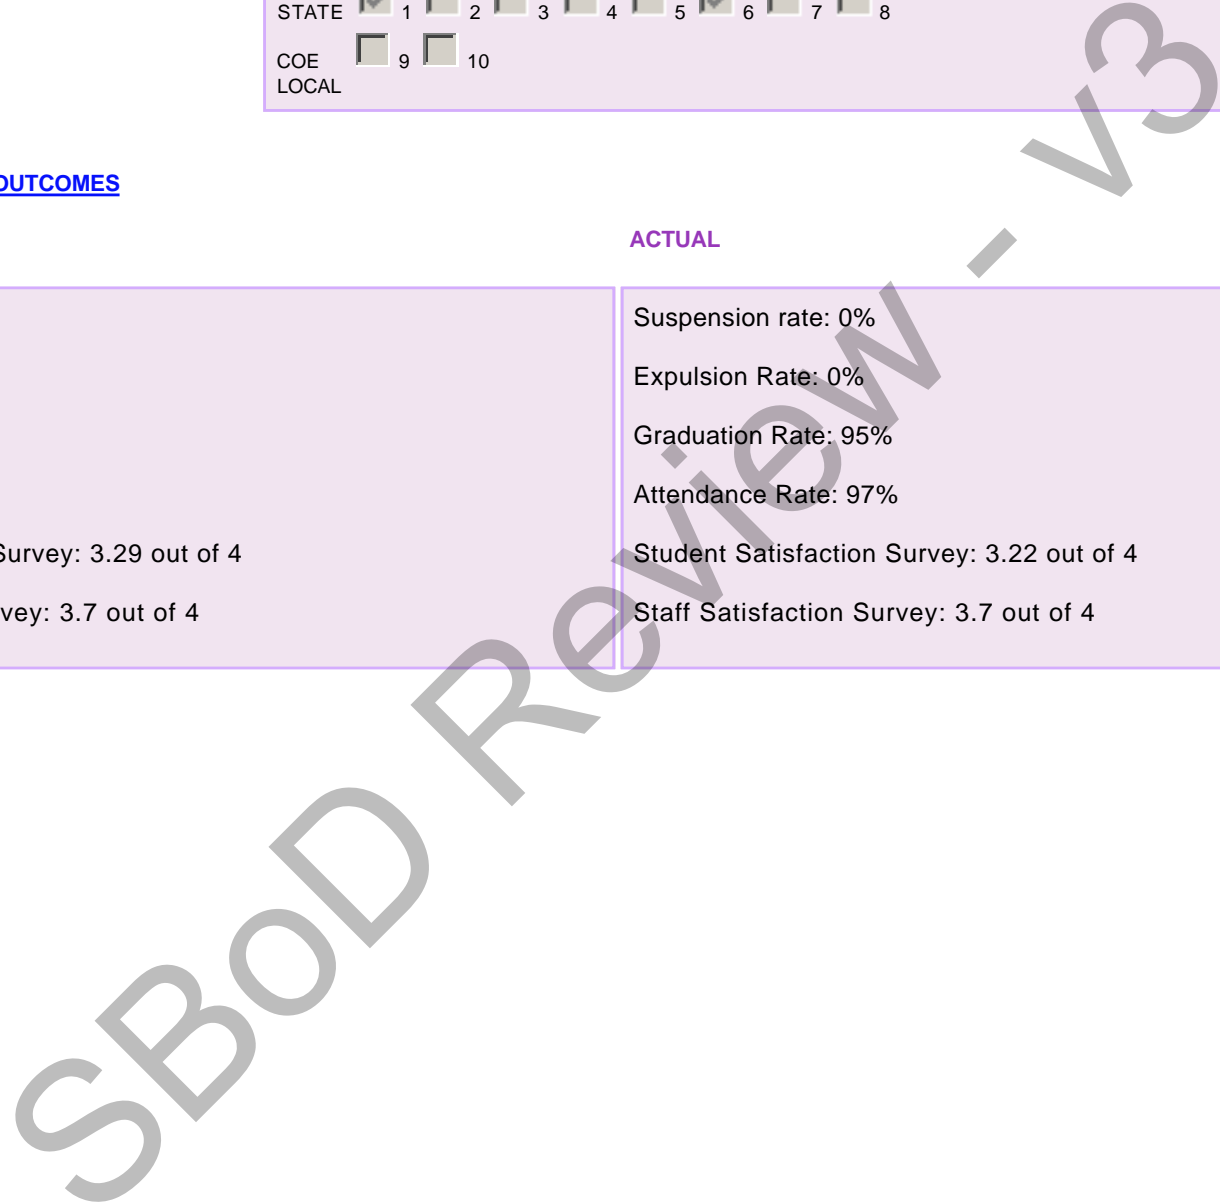 STATE 1 2 3 4 5 6 7 8
COE 9 10
LOCAL
OUTCOMES
ACTUAL
Suspension rate: 0%
Expulsion Rate: 0%
Graduation Rate: 95%
Attendance Rate: 97%
Survey: 3.29 out of 4
Student Satisfaction Survey: 3.22 out of 4
vey: 3.7 out of 4
Staff Satisfaction Survey: 3.7 out of 4
SBoD Review - v3